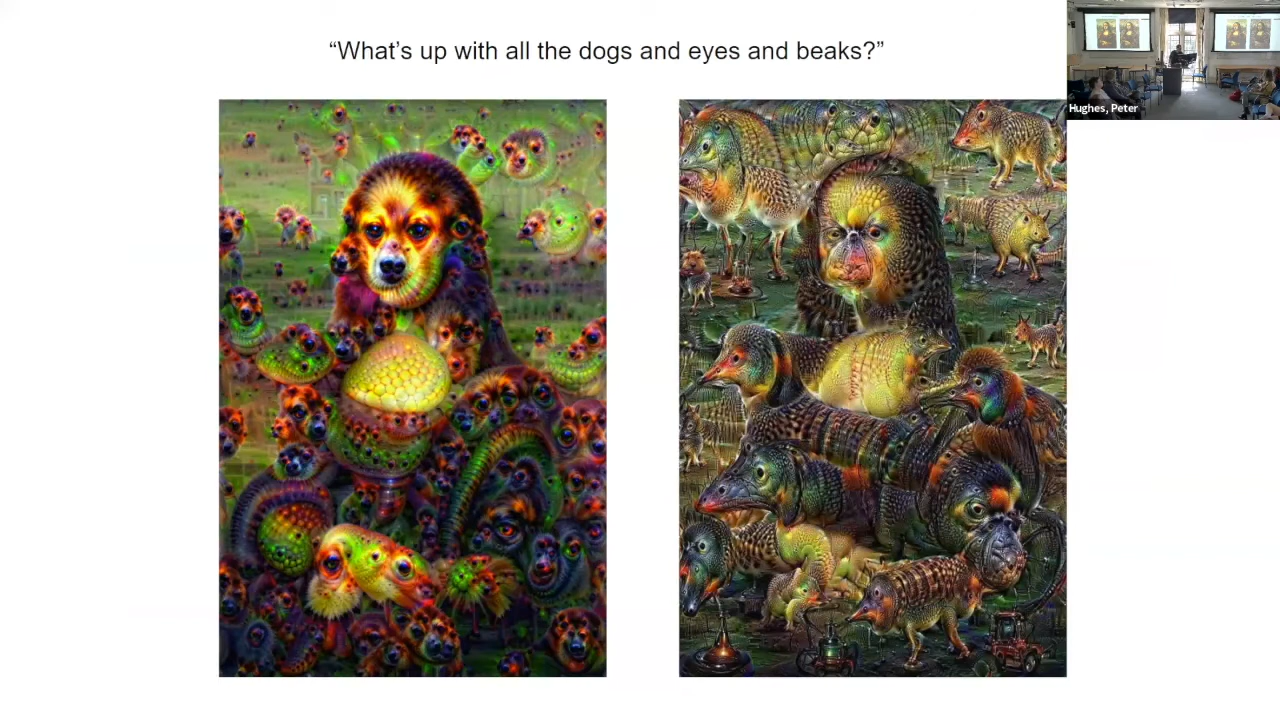 “What’s up with all the dogs and eyes and beaks?”
Hughes, Peter